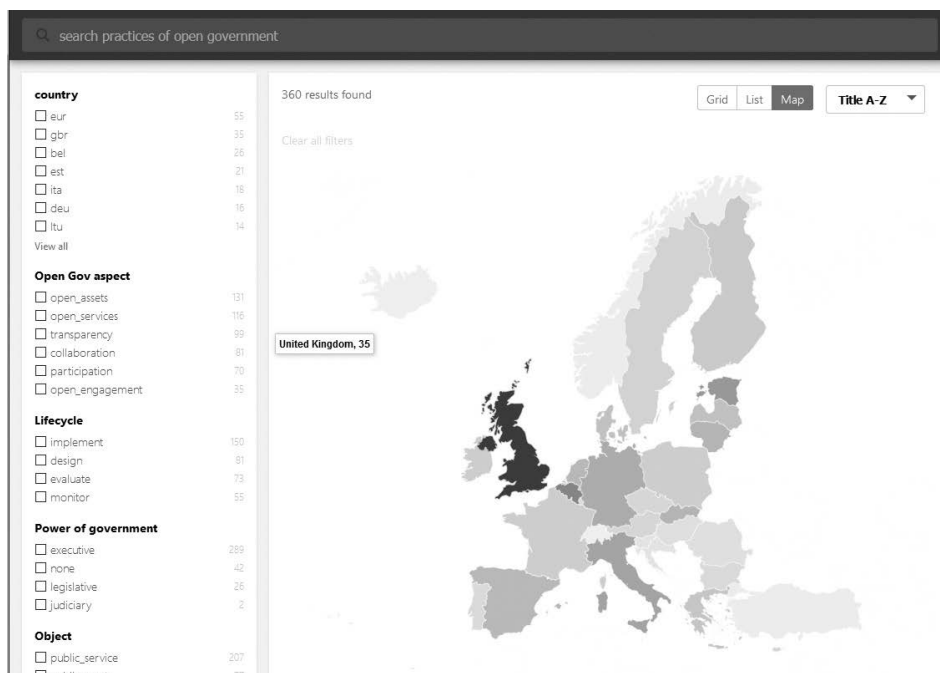 search practices of open government
country
eur 55
gbr 35
bel 26
est 21
ita 18
deu 16
ltu 14
View all
Open Gov aspect
open_assets 131
open_services 116
transparency 99
collaboration 81
participation 70
open_engagement 35
Lifecycle
implement 150
design 81
evaluate 73
monitor 55
Power of government
executive 289
none 42
legislative 26
judiciary 2
Object
public_service 207
360 results found
Grid List Map Title A-Z
Clear all filters
United Kingdom, 35